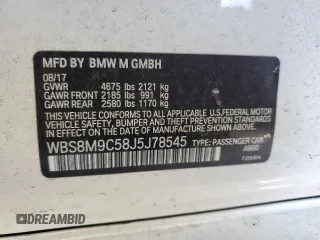 MFD BY BMW M GMBH
08/17
GVWR 4675 lbs 2121 kg
GAWR FRONT 2185 lbs 991 kg
GAWR REAR 2580 lbs 1170 kg
THIS VEHICLE CONFORMS TO ALL APPLICABLE U.S. FEDERAL
MOTOR VEHICLE SAFETY, BUMPER, AND THEFT PREVENTION
STANDARDS IN EFFECT ON THE DATE OF MANUFACTURE
SHOWN ABOVE.
WBS8M9C58J5J78545 TYPE: PASSENGER CAR
DREAMBID